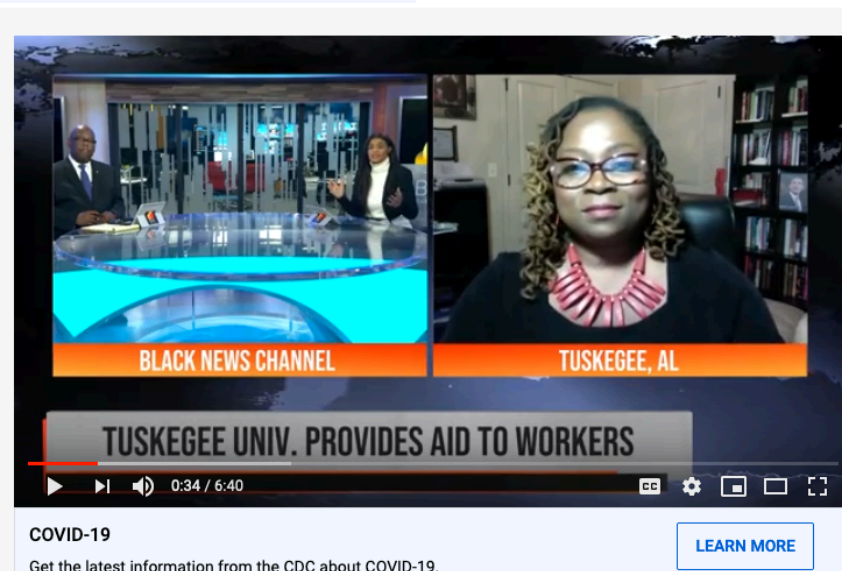 BLACK NEWS CHANNEL
TUSKEGEE, AL
TUSKEGEE UNIV. PROVIDES AID TO WORKERS
0:34 / 6:40
CC
COVID-19
LEARN MORE
Get the latest information from the CDC about COVID-19.